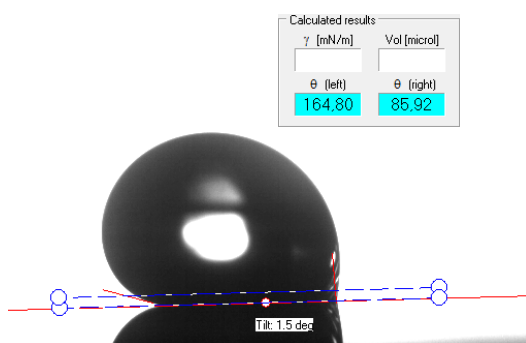 Calculated results
γ [mN/m] Vol [microl]
θ (left) θ (right)
164,80 85,92
Tilt: 1.5 deg